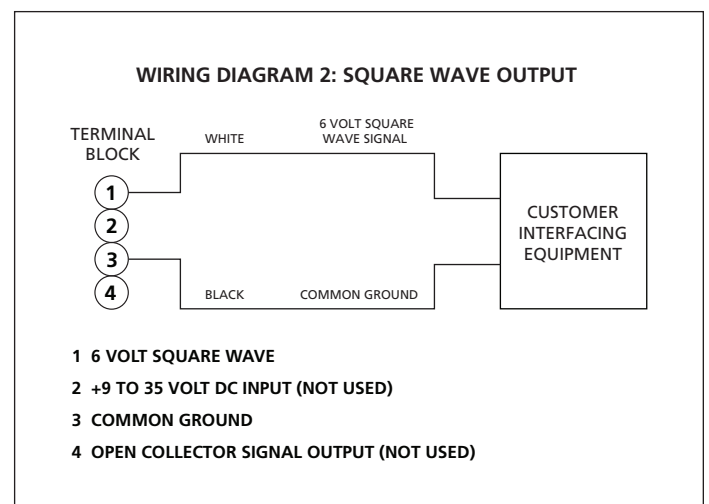 WIRING DIAGRAM 2: SQUARE WAVE OUTPUT
TERMINAL
BLOCK
WHITE
6 VOLT SQUARE
WAVE SIGNAL
1
2
3
4
CUSTOMER
INTERFACING
EQUIPMENT
BLACK
COMMON GROUND
1 6 VOLT SQUARE WAVE
2 +9 TO 35 VOLT DC INPUT (NOT USED)
3 COMMON GROUND
4 OPEN COLLECTOR SIGNAL OUTPUT (NOT USED)